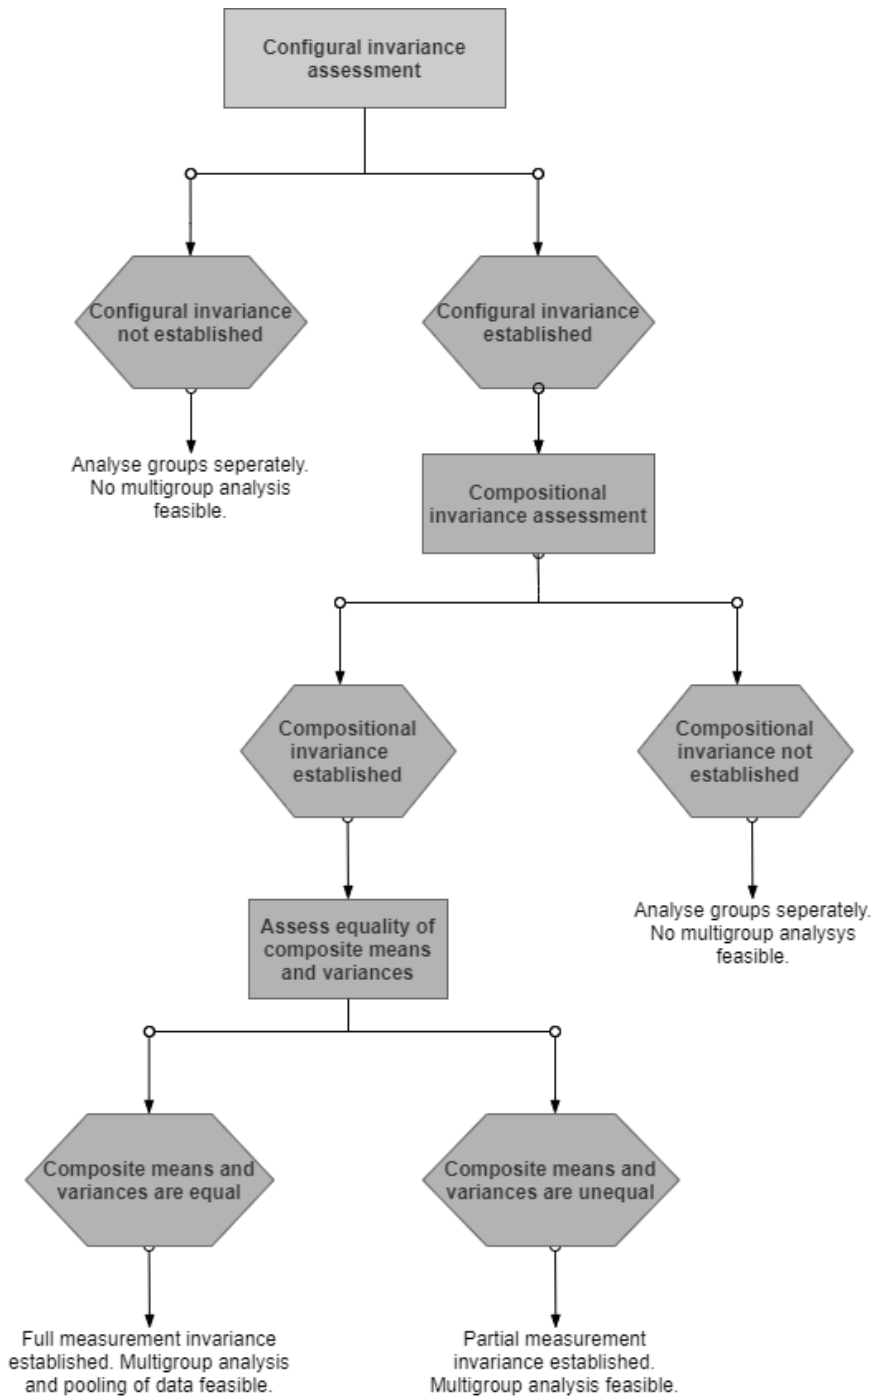 Configural invariance
assessment
Configural invariance
not established
Configural invariance
established
Analyse groups seperately.
No multigroup analysis
feasible.
Compositional
invariance assessment
Compositional
invariance
established
Compositional
invariance not
established
Assess equality of
composite means
and variances
Analyse groups seperately.
No multigroup analysys
feasible.
Composite means and
variances are equal
Composite means and
variances are unequal
Full measurement invariance
established. Multigroup analysis
and pooling of data feasible.
Partial measurement
invariance established.
Multigroup analysis feasible.